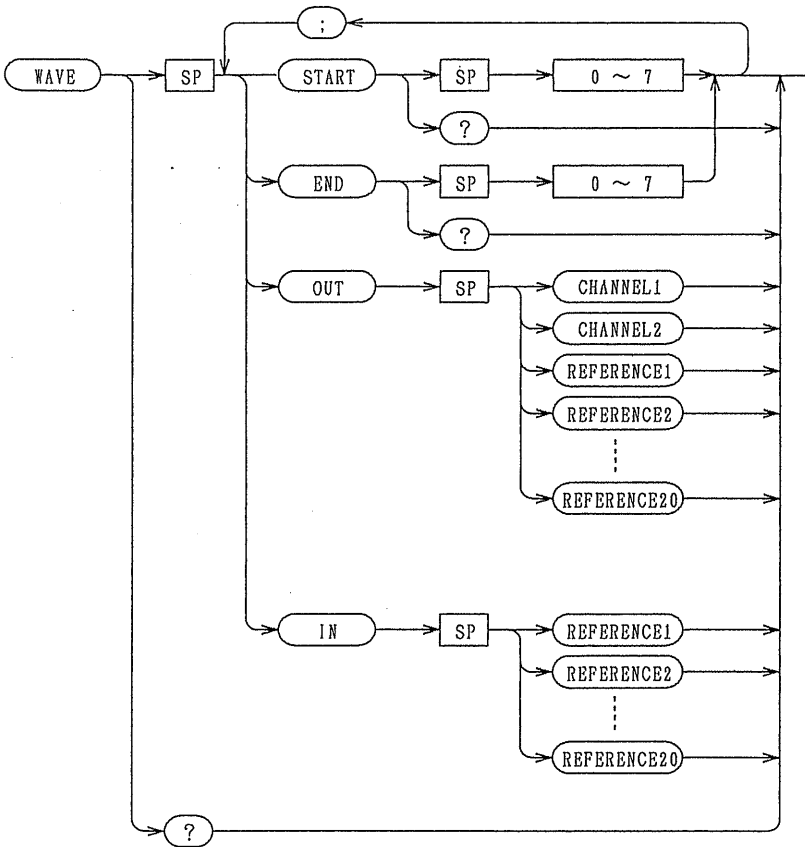 ;
WAVE SP START SP 0 ~ 7
?
END SP 0 ~ 7
?
OUT SP CHANNEL1
CHANNEL2
REFERENCE1
REFERENCE2
REFERENCE20
IN SP REFERENCE1
REFERENCE2
REFERENCE20
?